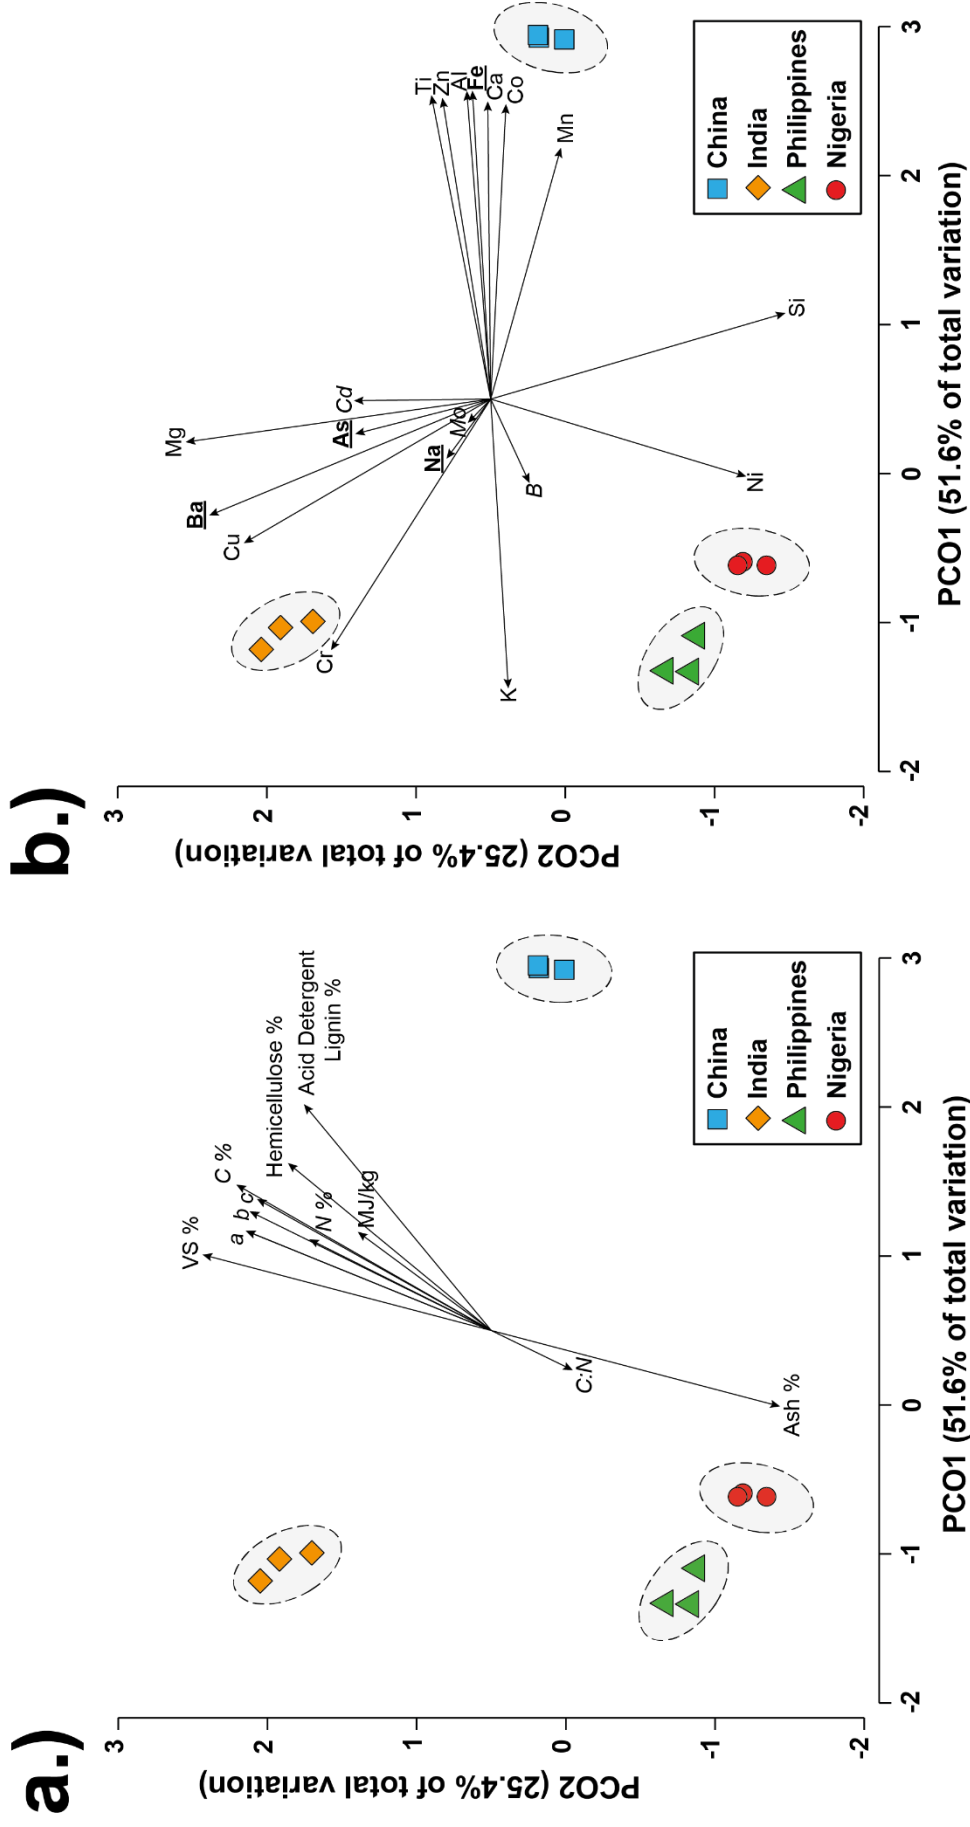 a.)
PCO2 (25.4% of total variation)
3
2
1
0
-1
-2
VS %
a
b
c
C %
N %
Hemicellulose %
MJ/kg
Acid Detergent
Lignin %
C:N
Ash %
China
India
Philippines
Nigeria
-2
-1
0
1
2
3
PCO1 (51.6% of total variation)
b.)
PCO2 (25.4% of total variation)
3
2
1
0
-1
-2
Mg
Ba
Cu
As
Cd
Cr
Na
Mo
Ti
Zn
Al
Fe
Ca
Co
Mn
K
B
Ni
Si
China
India
Philippines
Nigeria
-2
-1
0
1
2
3
PCO1 (51.6% of total variation)